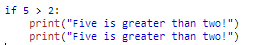 if 5 > 2:
    print("Five is greater than two!")
    print("Five is greater than two!")